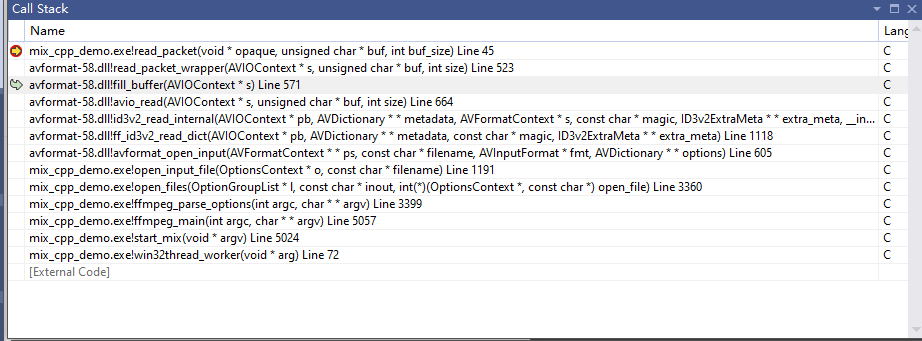 Call Stack
Name Lang
mix_cpp_demo.exe!read_packet(void * opaque, unsigned char * buf, int buf_size) Line 45 C
avformat-58.dll!read_packet_wrapper(AVIOContext * s, unsigned char * buf, int size) Line 523 C
avformat-58.dll!fill_buffer(AVIOContext * s) Line 571 C
avformat-58.dll!avio_read(AVIOContext * s, unsigned char * buf, int size) Line 664 C
avformat-58.dll!id3v2_read_internal(AVIOContext * pb, AVDictionary * * metadata, AVFormatContext * s, const char * magic, ID3v2ExtraMeta * * extra_meta, __in... C
avformat-58.dll!ff_id3v2_read_dict(AVIOContext * pb, AVDictionary * * metadata, const char * magic, ID3v2ExtraMeta * * extra_meta) Line 1118 C
avformat-58.dll!avformat_open_input(AVFormatContext * * ps, const char * filename, AVInputFormat * fmt, AVDictionary * * options) Line 605 C
mix_cpp_demo.exe!open_input_file(OptionsContext * o, const char * filename) Line 1191 C
mix_cpp_demo.exe!open_files(OptionGroupList * l, const char * inout, int(*)(OptionsContext *, const char *) open_file) Line 3360 C
mix_cpp_demo.exe!ffmpeg_parse_options(int argc, char * * argv) Line 3399 C
mix_cpp_demo.exe!ffmpeg_main(int argc, char * * argv) Line 5057 C
mix_cpp_demo.exe!start_mix(void * argv) Line 5024 C
mix_cpp_demo.exe!win32thread_worker(void * arg) Line 72 C
[External Code]